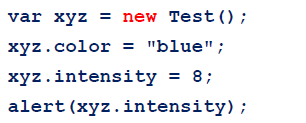 var xyz = new Test();
xyz.color = "blue";
xyz.intensity = 8;
alert(xyz.intensity);